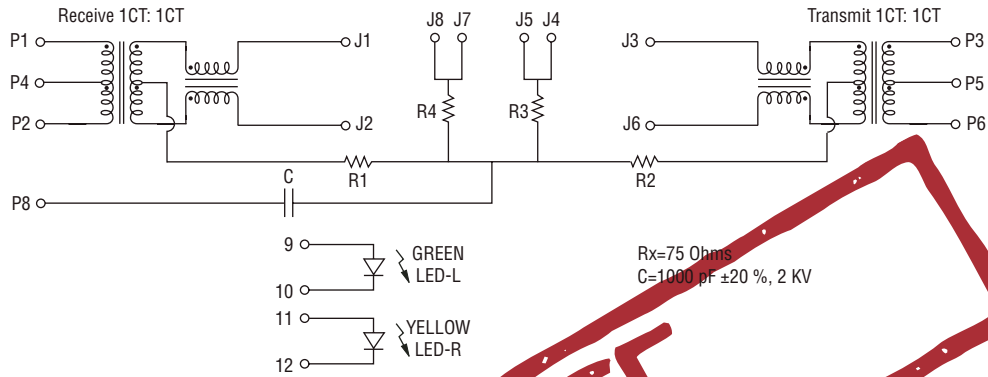 Receive 1CT: 1CT
J8 J7
J5 J4
Transmit 1CT: 1CT
P1
J1
J3
P3
P4
R4
R3
P5
P2
J2
J6
P6
R1
R2
C
P8
9
GREEN
LED-L
10
Rx=75 Ohms
C=1000 pF ±20 %, 2 KV
11
YELLOW
LED-R
12